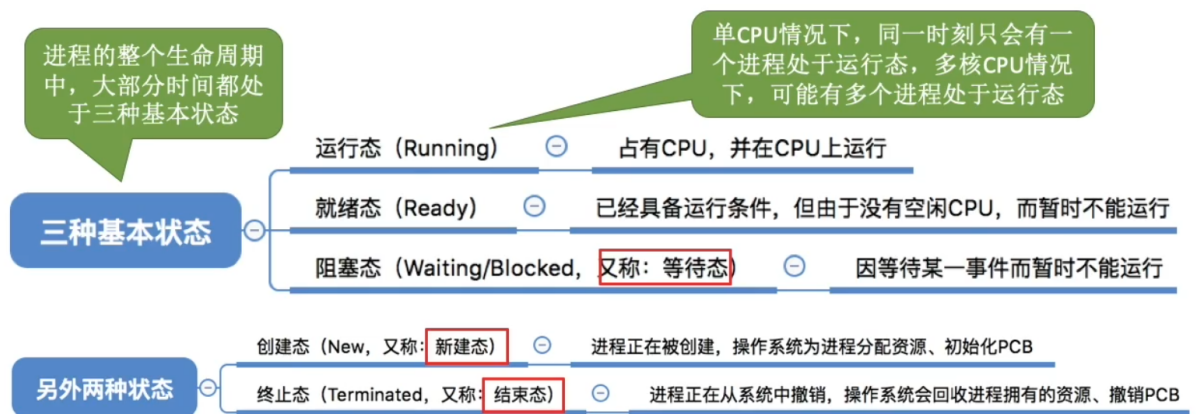 进程的整个生命周期
中，大部分时间都处
于三种基本状态
单CPU情况下，同一时刻只会有一
个进程处于运行态，多核CPU情况
下，可能有多个进程处于运行态
三种基本状态
运行态（Running） 占有CPU，并在CPU上运行
就绪态（Ready） 已经具备运行条件，但由于没有空闲CPU，而暂时不能运行
阻塞态（Waiting/Blocked，又称：等待态） 因等待某一事件而暂时不能运行
另外两种状态
创建态（New，又称：新建态） 进程正在被创建，操作系统为进程分配资源、初始化PCB
终止态（Terminated，又称：结束态） 进程正在从系统中撤销，操作系统会回收进程拥有的资源、撤销PCB